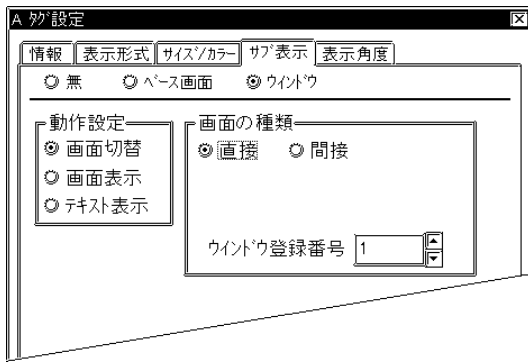 A ﾀｸﾞ設定
情報 表示形式 ｻｲｽﾞ/ｶﾗｰ ｻﾌﾞ表示 表示角度
無 ﾍﾞｰｽ画面 ｳｨﾝﾄﾞｳ
動作設定
画面切替
画面表示
ﾃｷｽﾄ表示
画面の種類
直接 間接
ｳｲﾝﾄﾞｳ登録番号 1